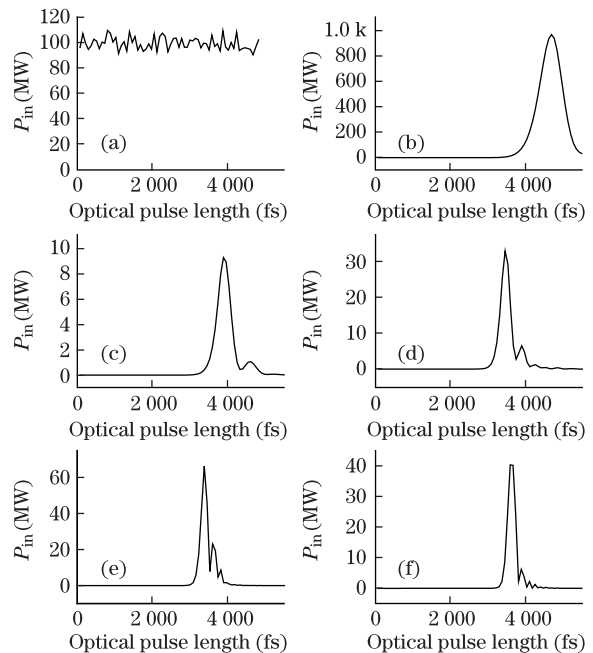 120
100
80
60
40
20
0
P_in (MW)
(a)
0 2 000 4 000
Optical pulse length (fs)
1.0 k
800
600
400
200
0
P_in (MW)
(b)
0 2 000 4 000
Optical pulse length (fs)
10
8
6
4
2
0
P_in (MW)
(c)
0 2 000 4 000
Optical pulse length (fs)
30
20
10
0
P_in (MW)
(d)
0 2 000 4 000
Optical pulse length (fs)
60
40
20
0
P_in (MW)
(e)
0 2 000 4 000
Optical pulse length (fs)
40
30
20
10
0
P_in (MW)
(f)
0 2 000 4 000
Optical pulse length (fs)